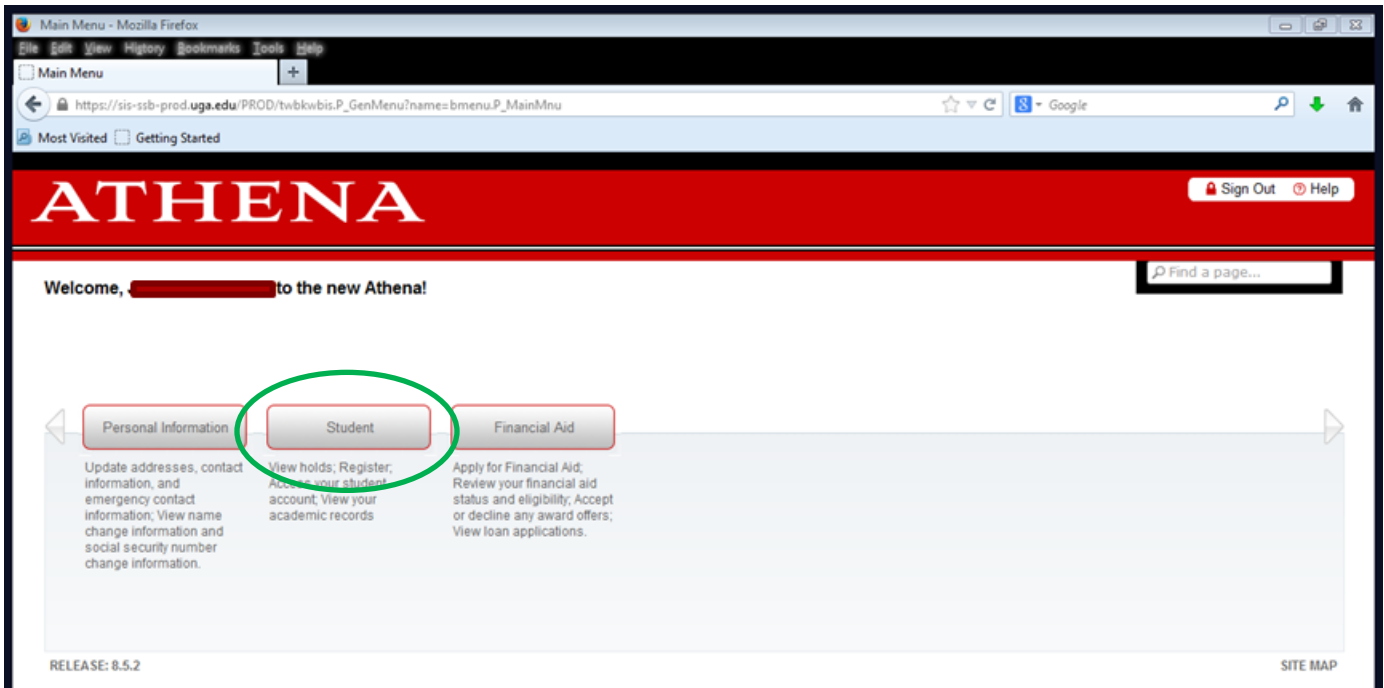 Main Menu - Mozilla Firefox
File Edit View History Bookmarks Tools Help
Main Menu
https://sis-ssb-prod.uga.edu/PROD/twbkwbis.P_GenMenu?name=bmenu.P_MainMnu
8 Google
Most Visited Getting Started
ATHENA
Sign Out Help
Find a page...
Welcome, to the new Athena!
Personal Information
Update addresses, contact
information, and
emergency contact
information; View name
change information and
social security number
change information.
Student
View holds; Register;
Access your student
account; View your
academic records
Financial Aid
Apply for Financial Aid;
Review your financial aid
status and eligibility; Accept
or decline any award offers;
View loan applications.
RELEASE: 8.5.2
SITE MAP